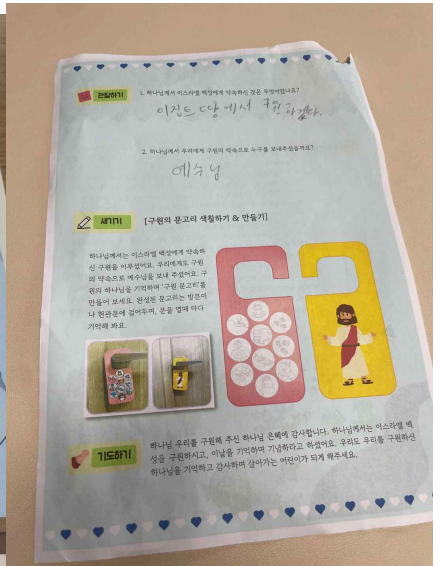 관찰하기
1. 하나님께서 이스라엘 백성에게 약속하신 것은 무엇이었나요?
이집트 땅에서 구원하겠다.
2. 하나님께서 우리에게 구원의 약속으로 누구를 보내주셨을까요?
예수님
새기기
[구원의 문고리 색칠하기 & 만들기]
하나님께서는 이스라엘 백성에게 약속하
신 구원을 이루셨어요. 우리에게도 구원
의 약속으로 예수님을 보내 주셨어요. 구
원의 하나님을 기억하며 '구원 문고리'를
만들어 보세요. 완성된 문고리는 방문이
나 현관문에 걸어두며, 문을 열때 마다
기억해 봐요.
기도하기
하나님 우리를 구원해 주신 하나님 은혜에 감사합니다. 하나님께서는 이스라엘 백
성을 구원하시고, 이날을 기억하며 기념하라고 하셨어요. 우리도 우리를 구원하신
하나님을 기억하고 감사하며 살아가는 어린이가 되게 해주세요.